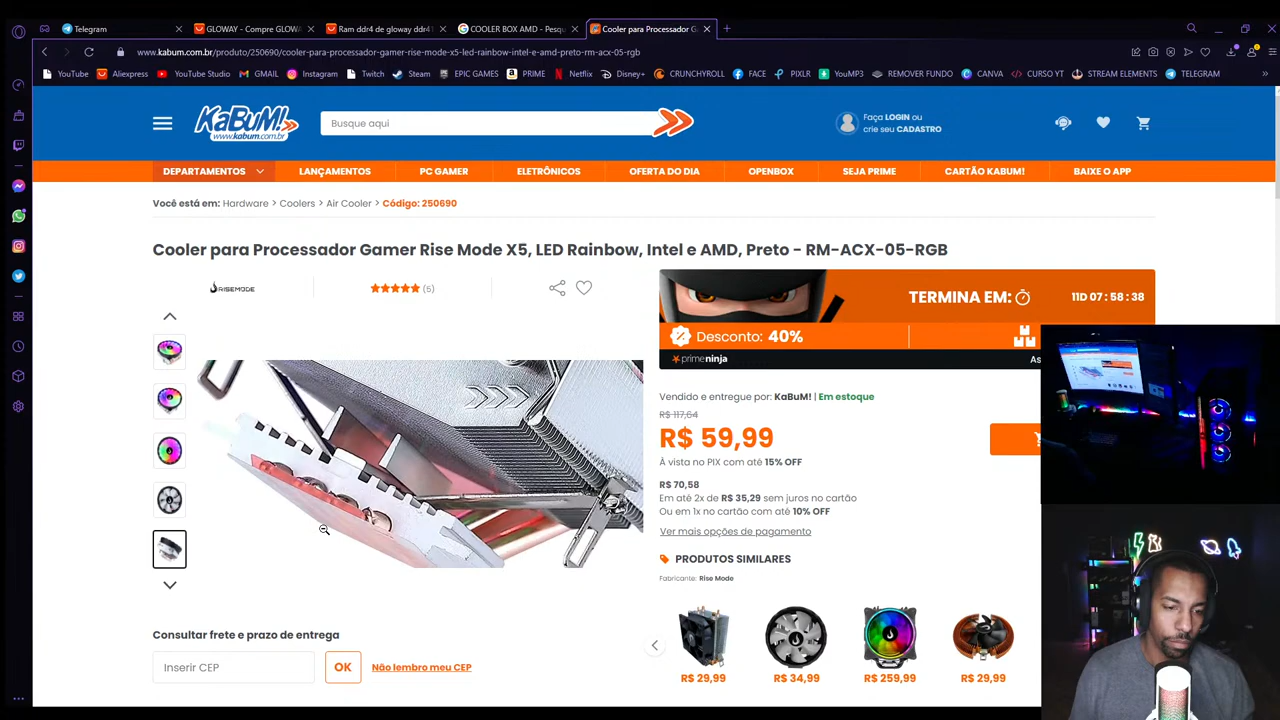 Telegram
GLOWAY - Compre GLOW
Ram ddr4 de gloway ddr4
COOLER BOX AMD - Pesqu
Cooler para Processador G
www.kabum.com.br/produto/250690/cooler-para-processador-gamer-rise-mode-x5-led-rainbow-intel-e-amd-preto-rm-acx-05-rgb
YouTube
Aliexpress
YouTube Studio
GMAIL
Instagram
Twitch
Steam
EPIC GAMES
PRIME
Netflix
Disney+
CRUNCHYROLL
FACE
PIXLR
YouMP3
REMOVER FUNDO
CANVA
CURSO YT
STREAM ELEMENTS
TELEGRAM
KaBuM!
www.kabum.com.br
Busque aqui
Faça LOGIN ou
crie seu CADASTRO
DEPARTAMENTOS
LANÇAMENTOS
PC GAMER
ELETRÔNICOS
OFERTA DO DIA
OPENBOX
SEJA PRIME
CARTÃO KABUM!
BAIXE O APP
Você está em: Hardware > Coolers > Air Cooler > Código: 250690
Cooler para Processador Gamer Rise Mode X5, LED Rainbow, Intel e AMD, Preto - RM-ACX-05-RGB
RISEMODE
(5)
TERMINA EM:
11D 07 : 58 : 38
Desconto: 40%
primeninja
As
Vendido e entregue por: KaBuM! | Em estoque
R$ 117,64
R$ 59,99
À vista no PIX com até 15% OFF
R$ 70,58
Em até 2x de R$ 35,29 sem juros no cartão
Ou em 1x no cartão com até 10% OFF
Ver mais opções de pagamento
PRODUTOS SIMILARES
Fabricante: Rise Mode
R$ 29,99
R$ 34,99
R$ 259,99
R$ 29,99
Consultar frete e prazo de entrega
Inserir CEP
OK
Não lembro meu CEP